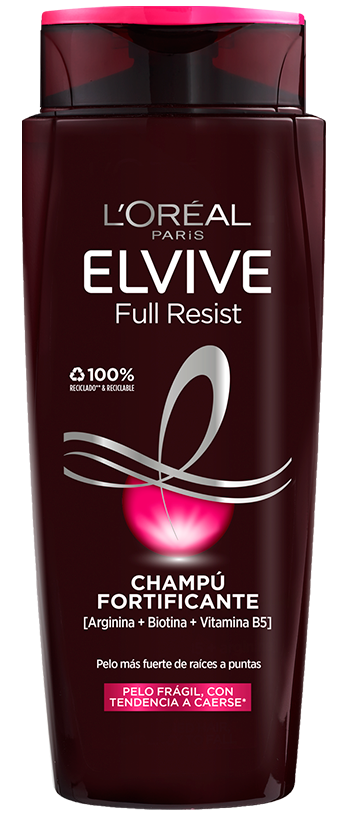 L'ORÉAL
PARIS
ELVIVE
Full Resist
100%
RECICLADO** & RECICLABLE
CHAMPÚ
FORTIFICANTE
[Arginina + Biotina + Vitamina B5]
Pelo más fuerte de raíces a puntas
PELO FRÁGIL, CON
TENDENCIA A CAERSE*